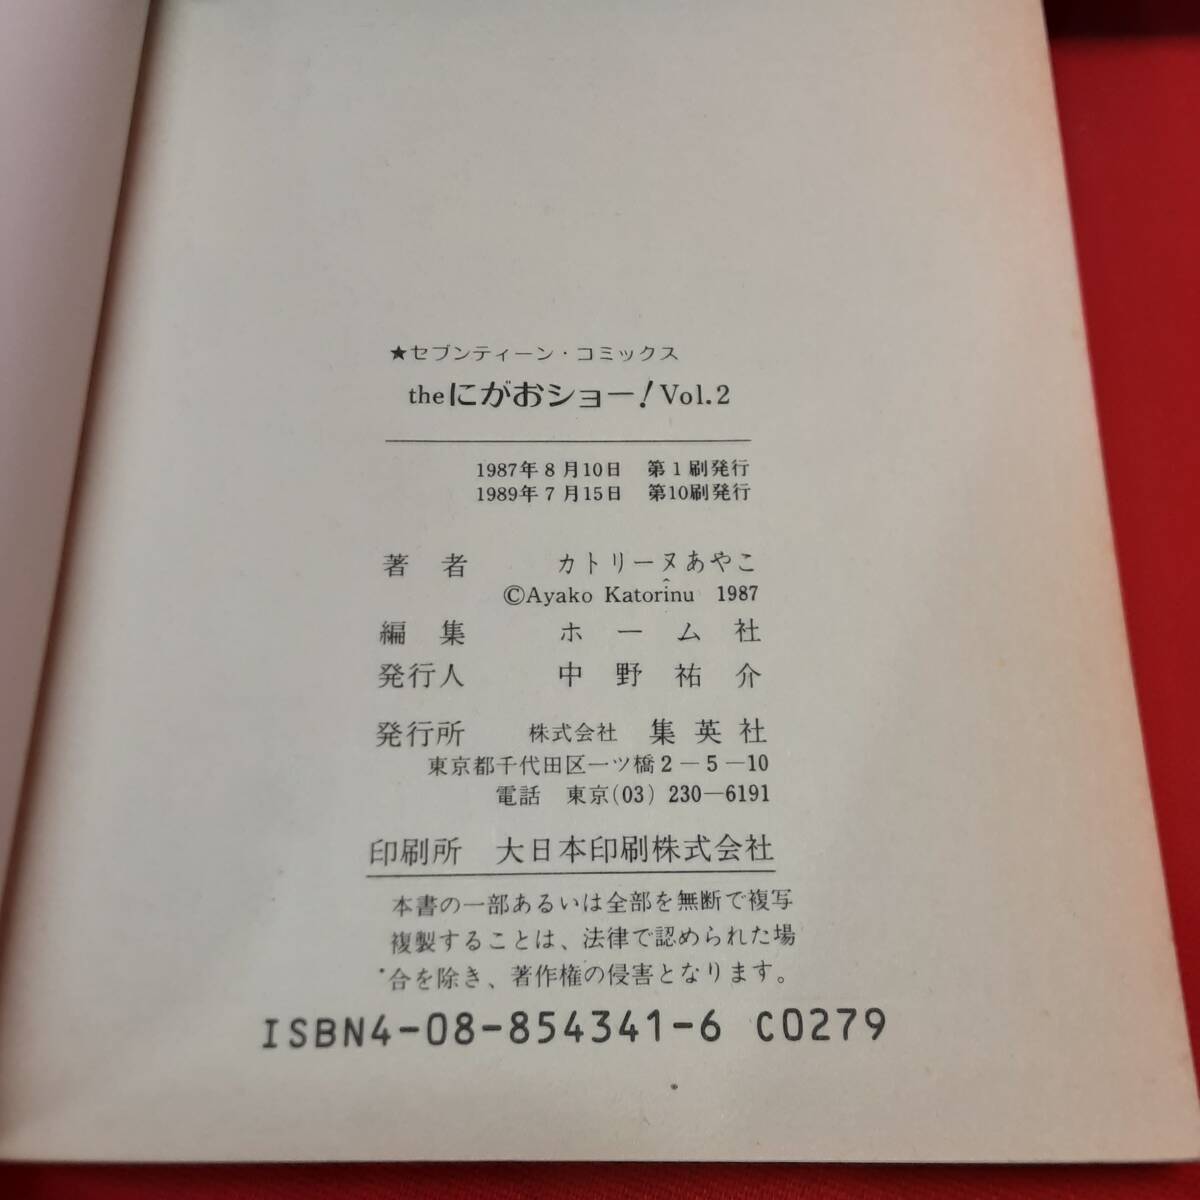 ★セブンティーン・コミックス
theにがおショー!Vol.2
1987年8月10日 第1刷発行
1989年7月15日 第10刷発行
著者 カトリーヌあやこ
©Ayako Katorînu 1987
編集 ホーム社
発行人 中野祐介
発行所 株式会社 集英社
東京都千代田区一ツ橋2-5-10
電話 東京(03)230-6191
印刷所 大日本印刷株式会社
本書の一部あるいは全部を無断で複写
複製することは、法律で認められた場
合を除き、著作権の侵害となります。
ISBN4-08-854341-6 C0279